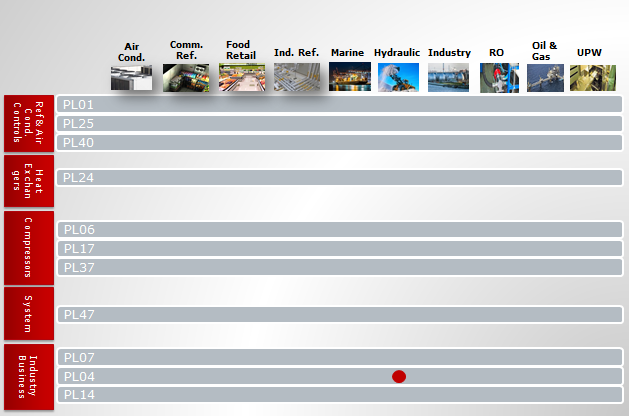 Air
Cond.
Comm.
Ref.
Food
Retail
Ind. Ref.
Marine
Hydraulic
Industry
RO
Oil &
Gas
UPW
Ref& Air
Cond.
Controls
PL01
PL25
PL40
Heat
Exchan
gers
PL24
Compressors
PL06
PL17
PL37
System
PL47
Industry
Business
PL07
PL04
PL14